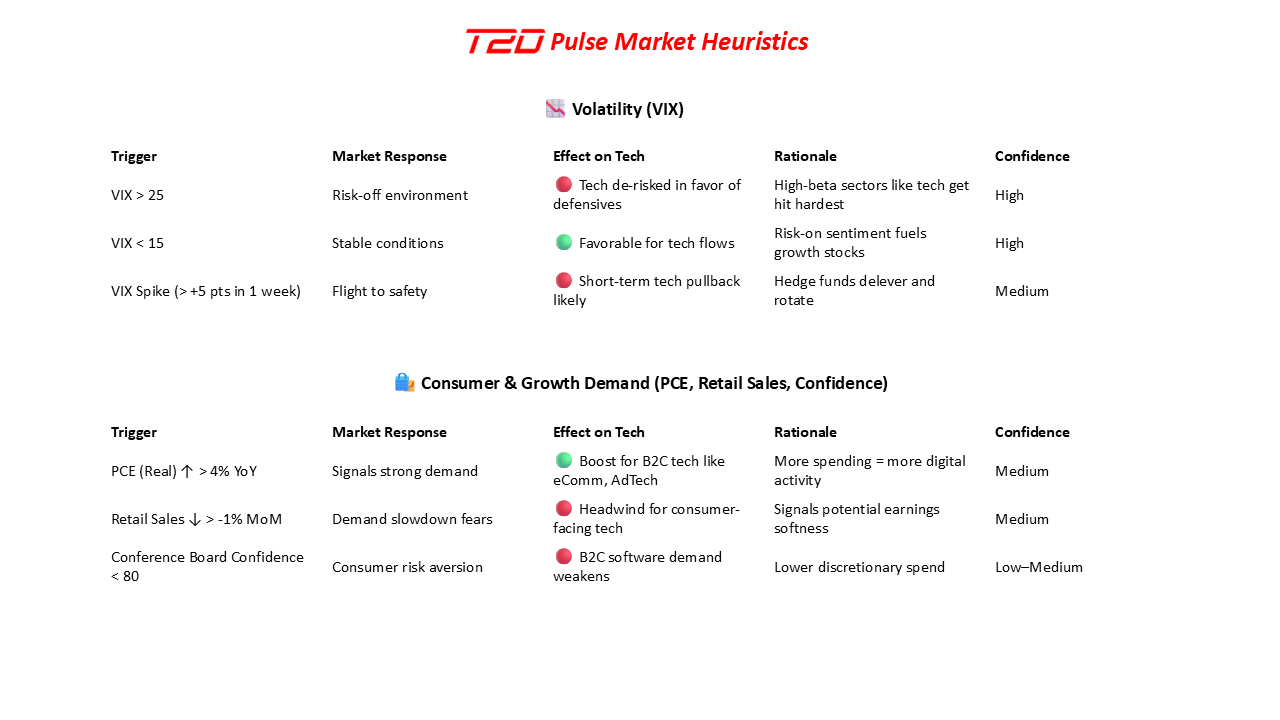 T2D Pulse Market Heuristics
Volatility (VIX)
Trigger Market Response Effect on Tech Rationale Confidence
VIX > 25 Risk-off environment Tech de-risked in favor of defensives High-beta sectors like tech get hit hardest High
VIX < 15 Stable conditions Favorable for tech flows Risk-on sentiment fuels growth stocks High
VIX Spike (> +5 pts in 1 week) Flight to safety Short-term tech pullback likely Hedge funds delever and rotate Medium
Consumer & Growth Demand (PCE, Retail Sales, Confidence)
Trigger Market Response Effect on Tech Rationale Confidence
PCE (Real) ↑ > 4% YoY Signals strong demand Boost for B2C tech like eComm, AdTech More spending = more digital activity Medium
Retail Sales ↓ > -1% MoM Demand slowdown fears Headwind for consumer-facing tech Signals potential earnings softness Medium
Conference Board Confidence < 80 Consumer risk aversion B2C software demand weakens Lower discretionary spend Low–Medium